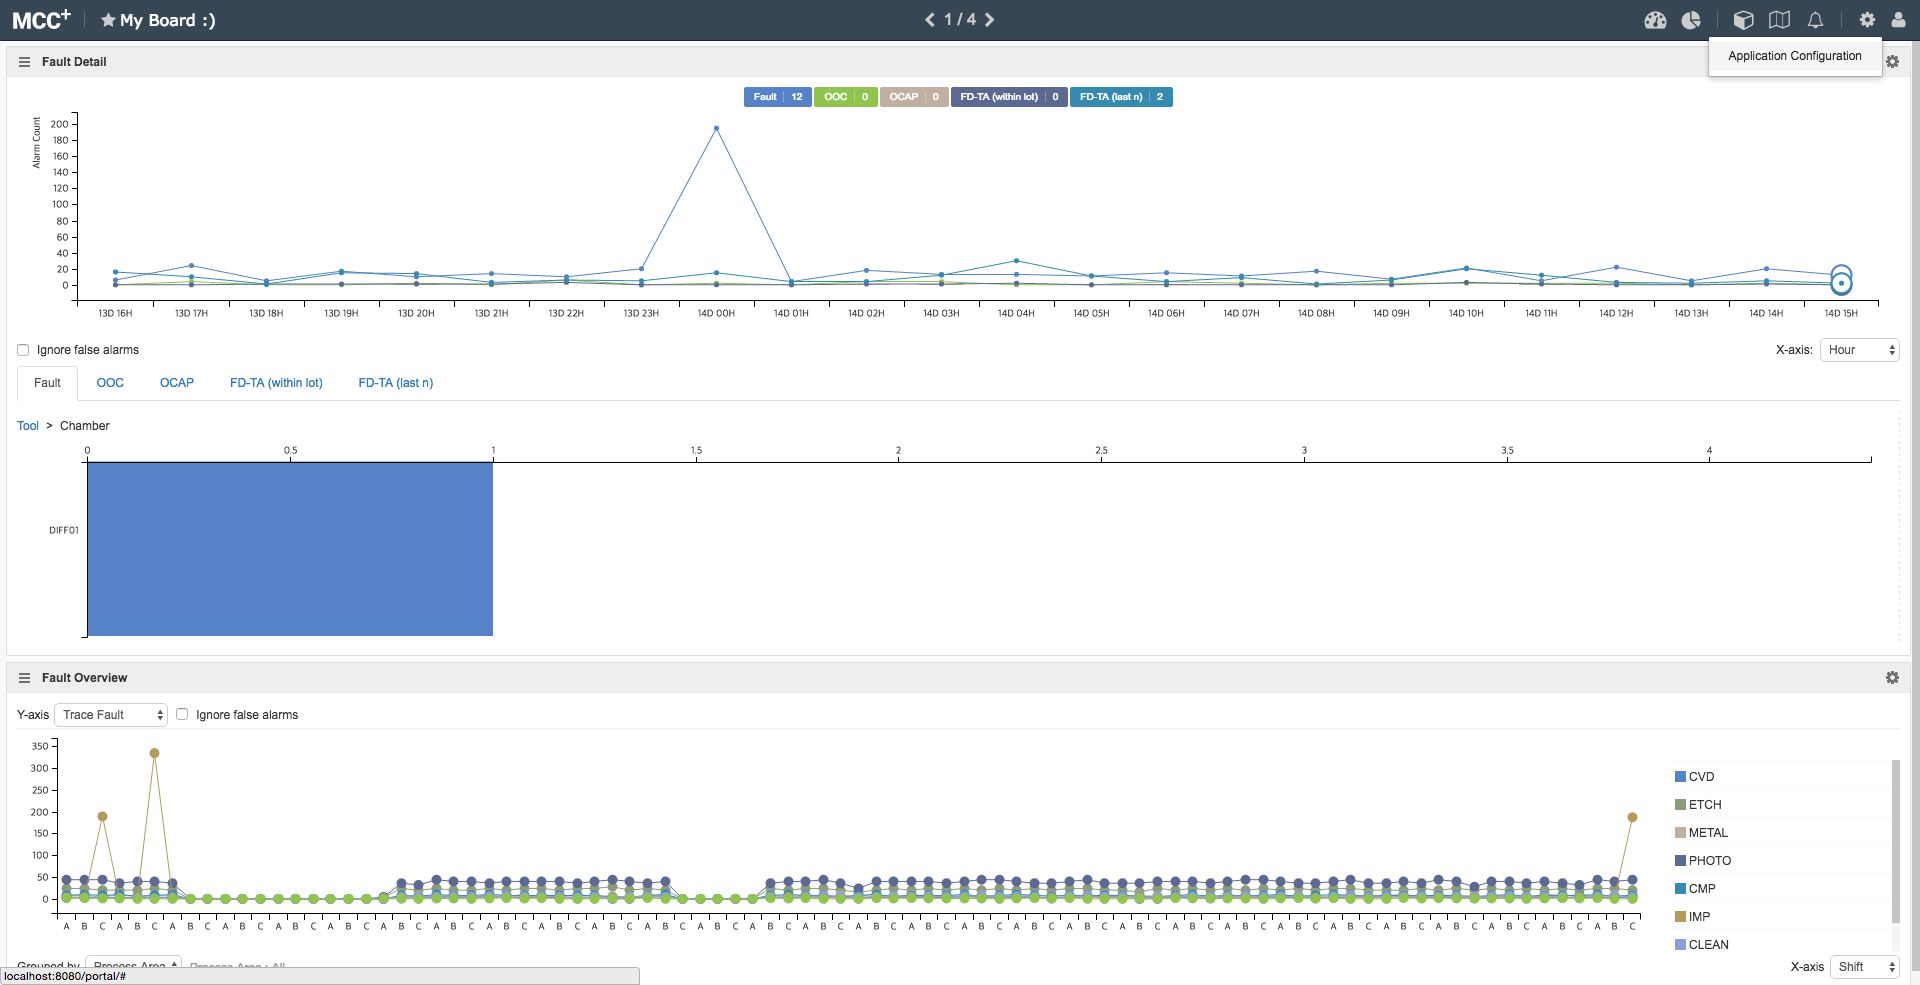 MCC+ My Board :) 1 / 4
Application Configuration
Fault Detail
Fault 12 OOC 0 OCAP 0 FD-TA (within lot) 0 FD-TA (last n) 2
Alarm Count
200
180
160
140
120
100
80
60
40
20
0
13D 16H 13D 17H 13D 18H 13D 19H 13D 20H 13D 21H 13D 22H 13D 23H 14D 00H 14D 01H 14D 02H 14D 03H 14D 04H 14D 05H 14D 06H 14D 07H 14D 08H 14D 09H 14D 10H 14D 11H 14D 12H 14D 13H 14D 14H 14D 15H
Ignore false alarms X-axis: Hour
Fault OOC OCAP FD-TA (within lot) FD-TA (last n)
Tool > Chamber
0 0.5 1 1.5 2 2.5 3 3.5 4
DIFF01
Fault Overview
Y-axis Trace Fault Ignore false alarms
350
300
250
200
150
100
50
0
A B C A B C A B C A B C A B C A B C A B C A B C A B C A B C A B C A B C A B C A B C A B C A B C A B C A B C A B C A B C A B C A B C A B C A B C A B C A B C A B C A B C A B C A B C
CVD
ETCH
METAL
PHOTO
CMP
IMP
CLEAN
Grouped by Process Area Process Area : All
X-axis Shift
localhost:8080/portal/#